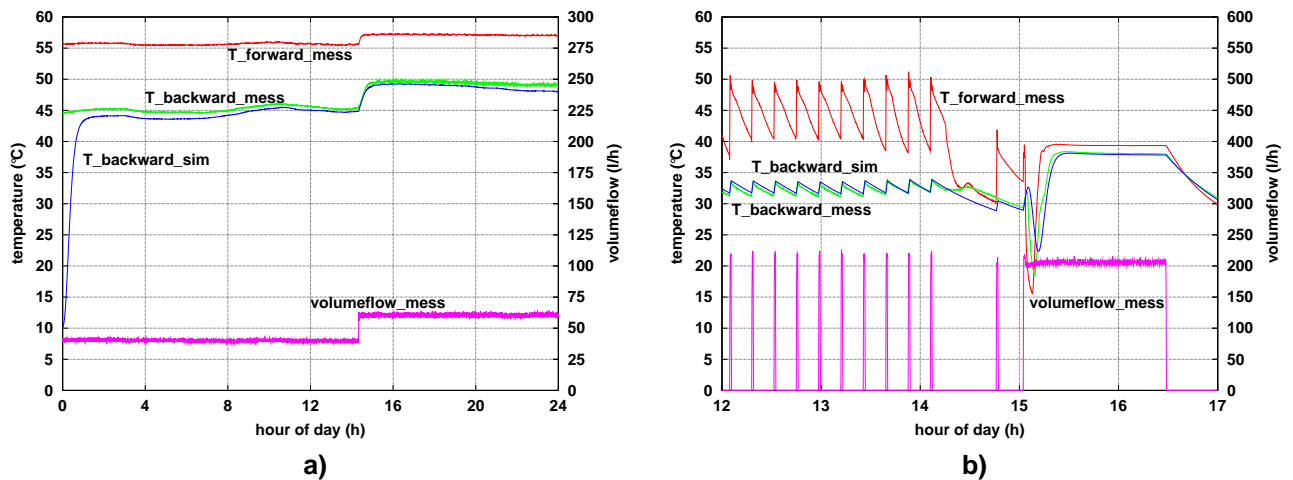 60 300
55 275
50 250
45 225
40 200
35 175
30 150
25 125
20 100
15 75
10 50
5 25
0 0
0 4 8 12 16 20 24
temperature (°C)
volumeflow (l/h)
hour of day (h)
T_forward_mess
T_backward_mess
T_backward_sim
volumeflow_mess
a)
60 600
55 550
50 500
45 450
40 400
35 350
30 300
25 250
20 200
15 150
10 100
5 50
0 0
12 13 14 15 16 17
temperature (°C)
volumeflow (l/h)
hour of day (h)
T_forward_mess
T_backward_sim
T_backward_mess
volumeflow_mess
b)